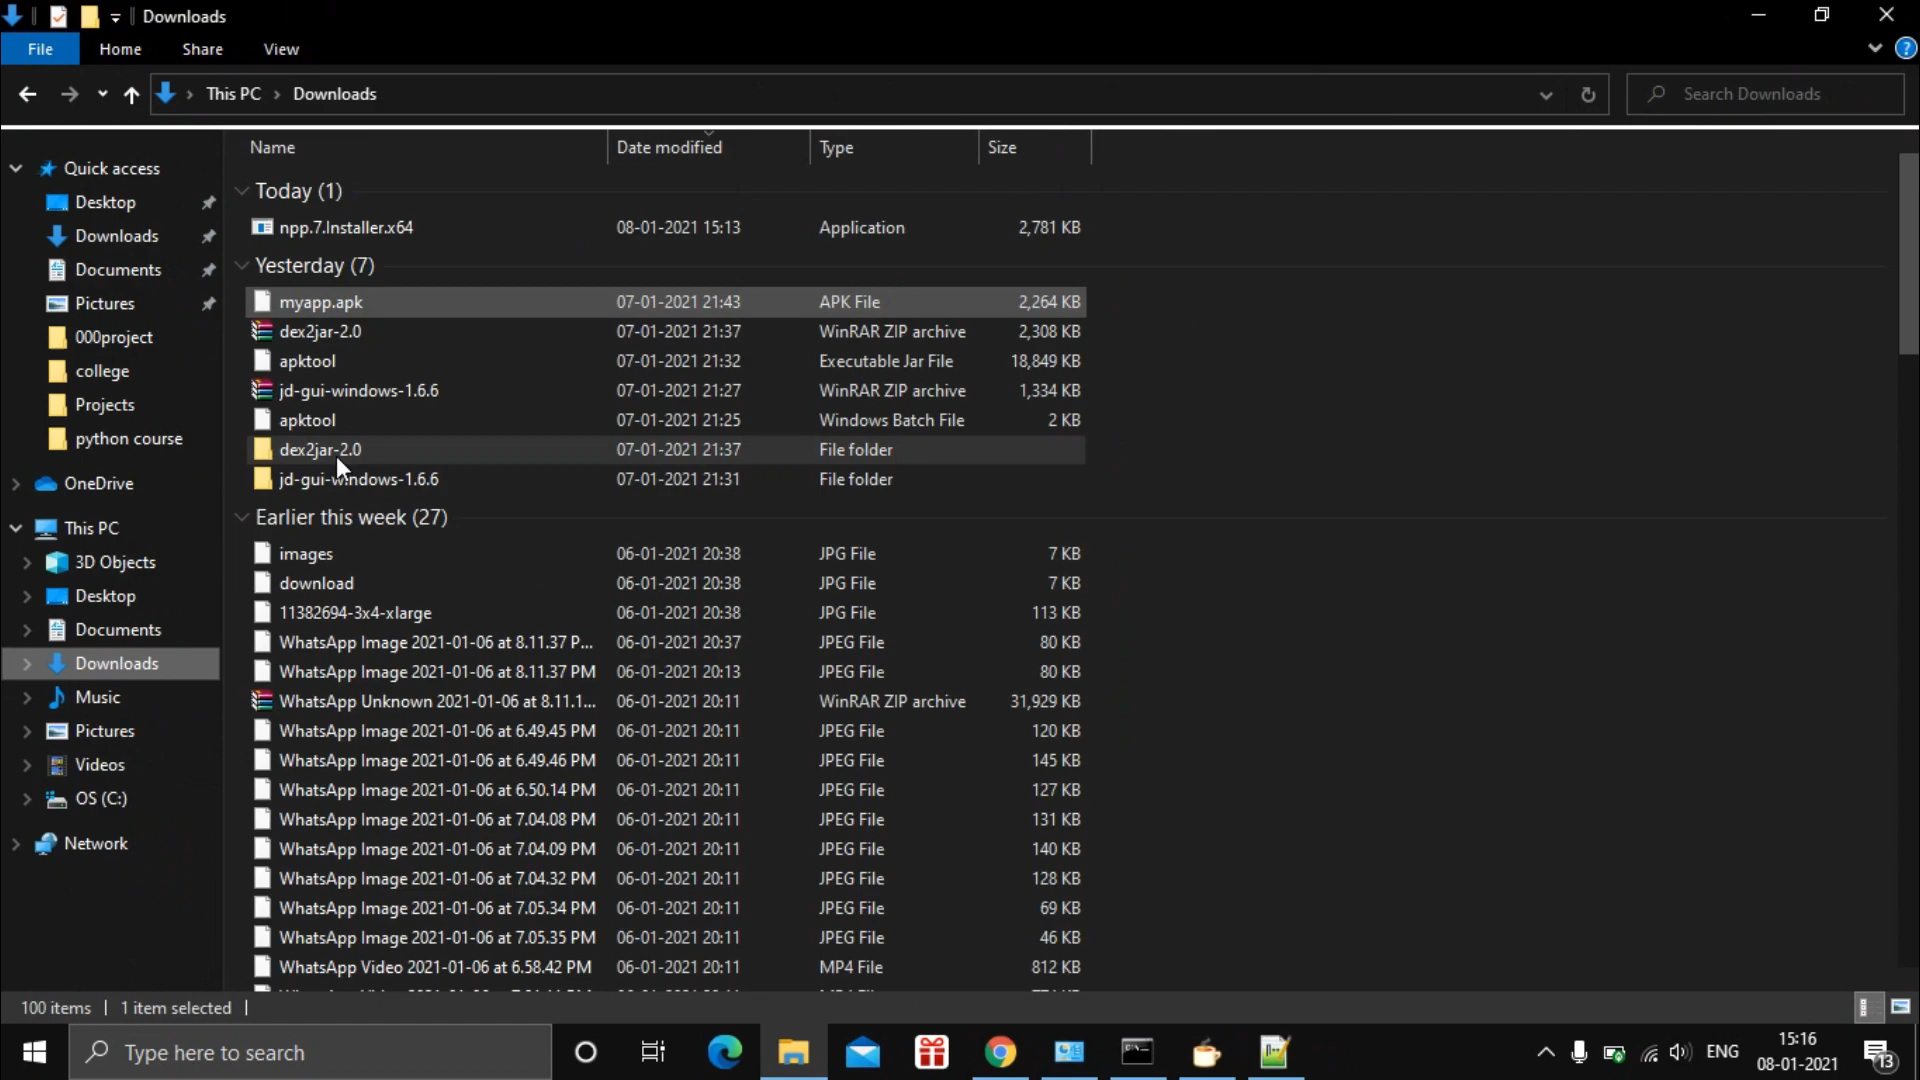 Downloads
File Home Share View
This PC Downloads
Search Downloads
Name Date modified Type Size
Quick access
Desktop
Downloads
Documents
Pictures
000project
college
Projects
python course
OneDrive
This PC
3D Objects
Desktop
Documents
Downloads
Music
Pictures
Videos
OS (C:)
Network
Today (1)
npp.7.Installer.x64 08-01-2021 15:13 Application 2,781 KB
Yesterday (7)
myapp.apk 07-01-2021 21:43 APK File 2,264 KB
dex2jar-2.0 07-01-2021 21:37 WinRAR ZIP archive 2,308 KB
apktool 07-01-2021 21:32 Executable Jar File 18,849 KB
jd-gui-windows-1.6.6 07-01-2021 21:27 WinRAR ZIP archive 1,334 KB
apktool 07-01-2021 21:25 Windows Batch File 2 KB
dex2jar-2.0 07-01-2021 21:37 File folder
jd-gui-windows-1.6.6 07-01-2021 21:31 File folder
Earlier this week (27)
images 06-01-2021 20:38 JPG File 7 KB
download 06-01-2021 20:38 JPG File 7 KB
11382694-3x4-xlarge 06-01-2021 20:38 JPG File 113 KB
WhatsApp Image 2021-01-06 at 8.11.37 P... 06-01-2021 20:37 JPEG File 80 KB
WhatsApp Image 2021-01-06 at 8.11.37 PM 06-01-2021 20:13 JPEG File 80 KB
WhatsApp Unknown 2021-01-06 at 8.11.1... 06-01-2021 20:11 WinRAR ZIP archive 31,929 KB
WhatsApp Image 2021-01-06 at 6.49.45 PM 06-01-2021 20:11 JPEG File 120 KB
WhatsApp Image 2021-01-06 at 6.49.46 PM 06-01-2021 20:11 JPEG File 145 KB
WhatsApp Image 2021-01-06 at 6.50.14 PM 06-01-2021 20:11 JPEG File 127 KB
WhatsApp Image 2021-01-06 at 7.04.08 PM 06-01-2021 20:11 JPEG File 131 KB
WhatsApp Image 2021-01-06 at 7.04.09 PM 06-01-2021 20:11 JPEG File 140 KB
WhatsApp Image 2021-01-06 at 7.04.32 PM 06-01-2021 20:11 JPEG File 128 KB
WhatsApp Image 2021-01-06 at 7.05.34 PM 06-01-2021 20:11 JPEG File 69 KB
WhatsApp Image 2021-01-06 at 7.05.35 PM 06-01-2021 20:11 JPEG File 46 KB
WhatsApp Video 2021-01-06 at 6.58.42 PM 06-01-2021 20:11 MP4 File 812 KB
100 items 1 item selected
Type here to search
ENG
15:16
08-01-2021
13